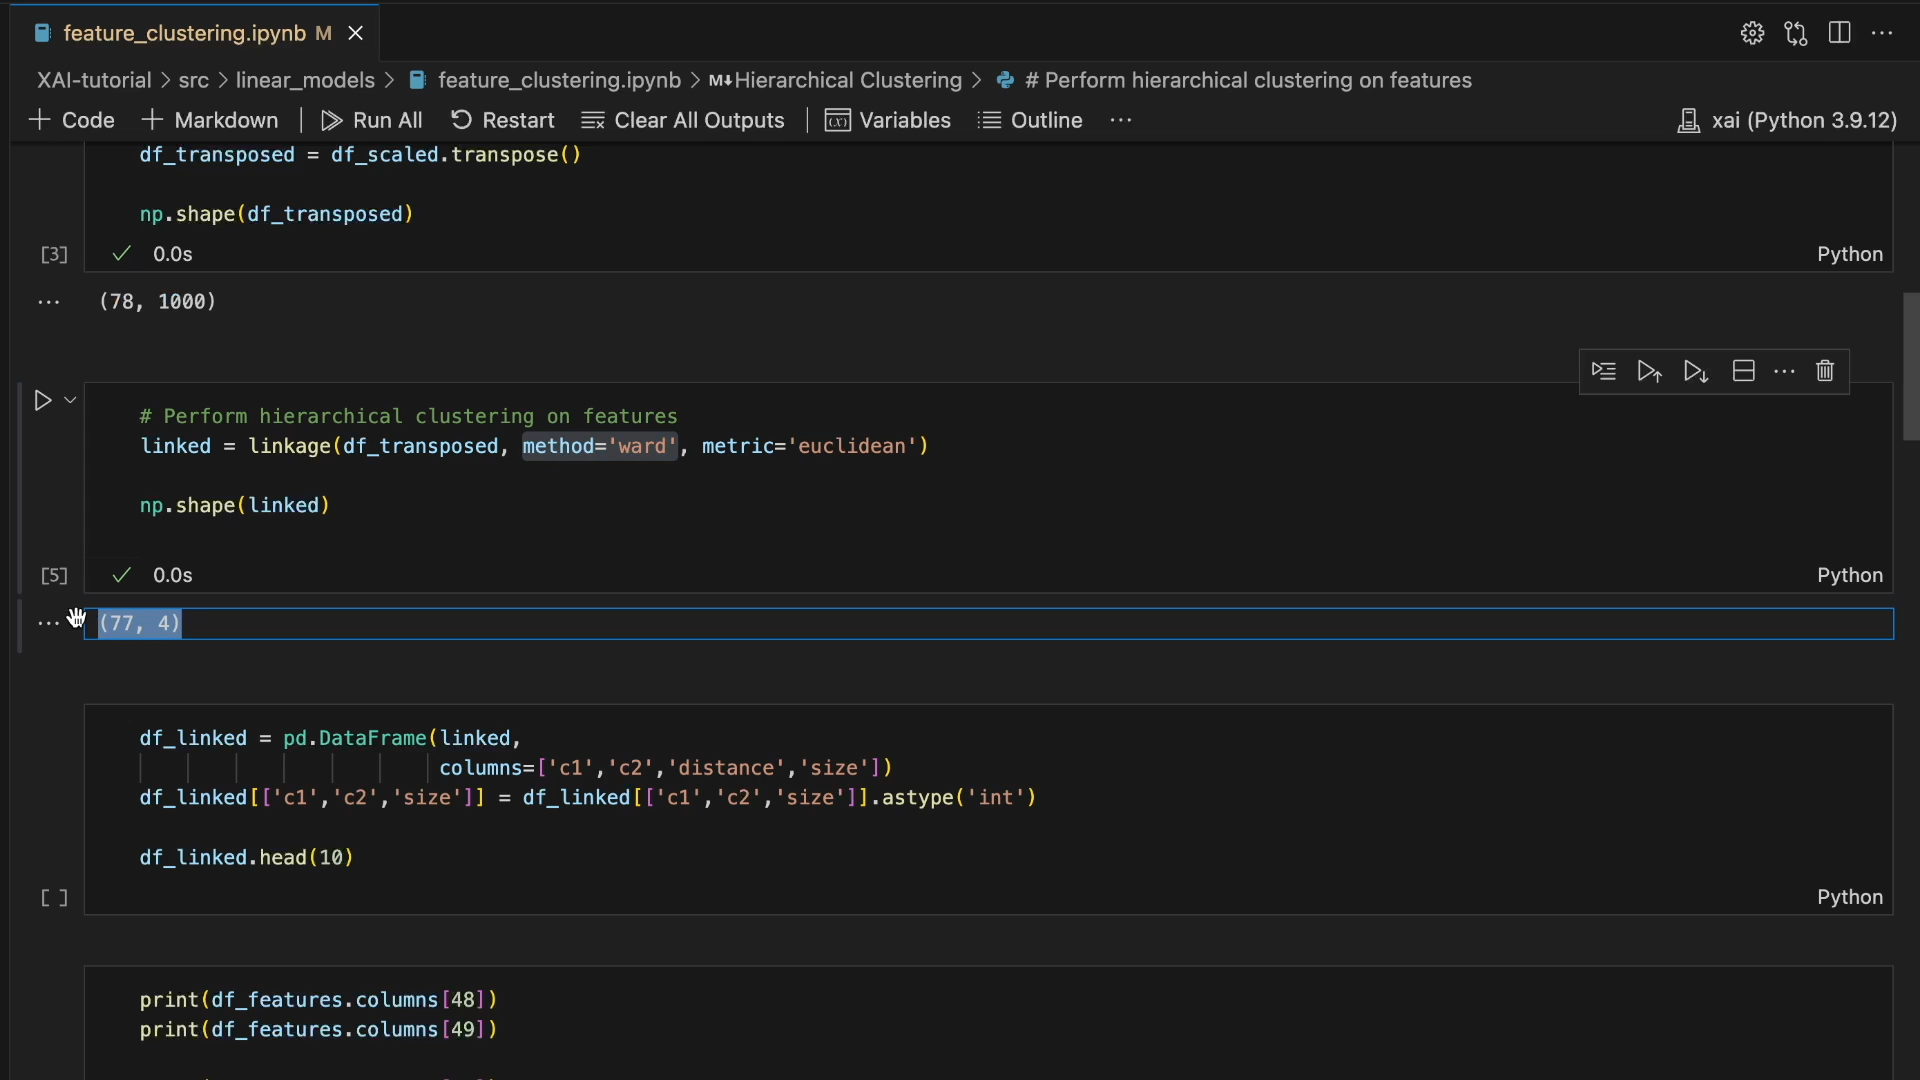 feature_clustering.ipynb M
XAI-tutorial > src > linear_models > feature_clustering.ipynb > M↓Hierarchical Clustering > # Perform hierarchical clustering on features
+ Code + Markdown | Run All Restart Clear All Outputs | Variables Outline ... xai (Python 3.9.12)
df_transposed = df_scaled.transpose()
np.shape(df_transposed)
[3] ✓ 0.0s Python
... (78, 1000)
# Perform hierarchical clustering on features
linked = linkage(df_transposed, method='ward', metric='euclidean')
np.shape(linked)
[5] ✓ 0.0s Python
... (77, 4)
df_linked = pd.DataFrame(linked,
columns=['c1','c2','distance','size'])
df_linked[['c1','c2','size']] = df_linked[['c1','c2','size']].astype('int')
df_linked.head(10)
[ ] Python
print(df_features.columns[48])
print(df_features.columns[49])